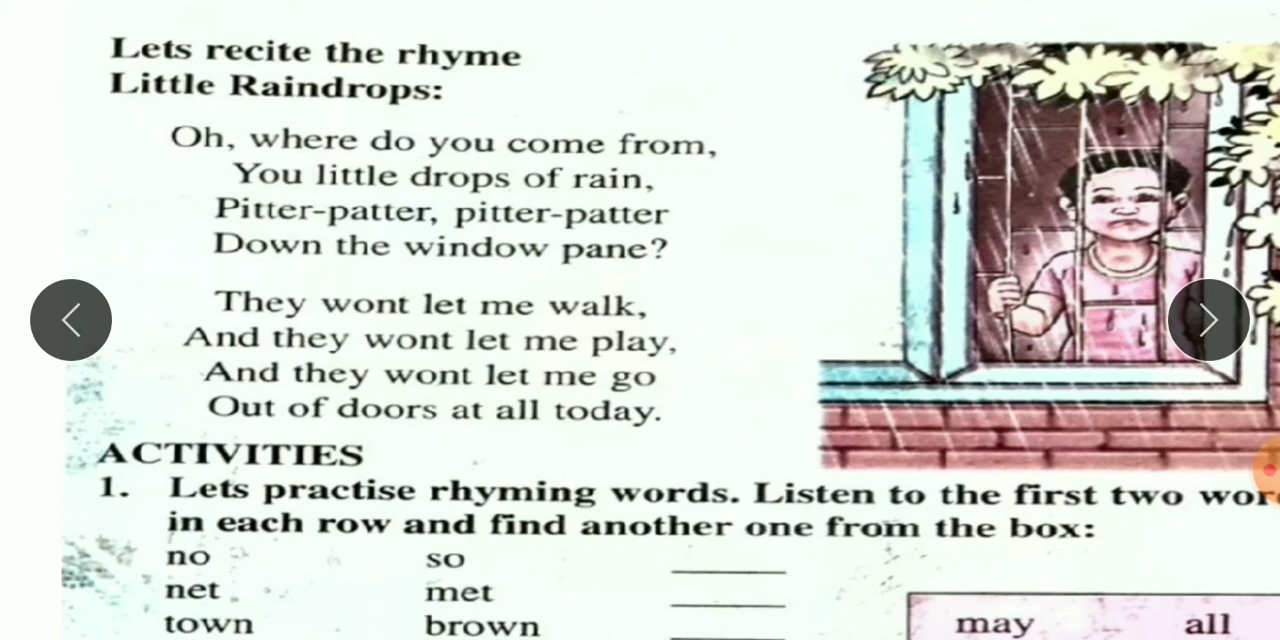 Lets recite the rhyme
Little Raindrops:
Oh, where do you come from,
You little drops of rain,
Pitter-patter, pitter-patter
Down the window pane?
They wont let me walk,
And they wont let me play,
And they wont let me go
Out of doors at all today.
ACTIVITIES
1. Lets practise rhyming words. Listen to the first two
in each row and find another one from the box:
no so
net met
town brown
may all